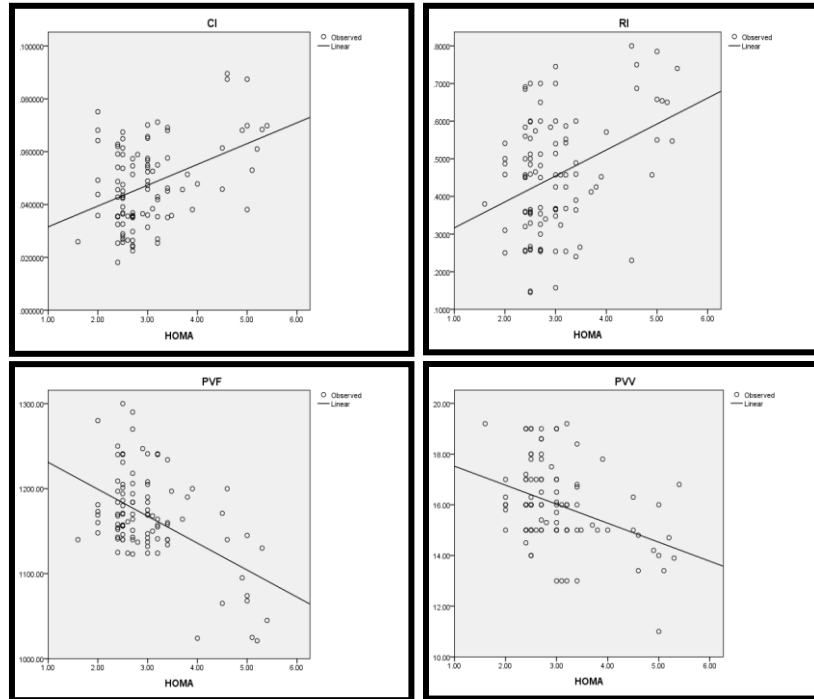 CI
Observed
Linear
.100000
.080000
.060000
.040000
.020000
.000000
1.00 2.00 3.00 4.00 5.00 6.00
HOMA
RI
Observed
Linear
.8000
.7000
.6000
.5000
.4000
.3000
.2000
.1000
1.00 2.00 3.00 4.00 5.00 6.00
HOMA
PVF
Observed
Linear
1300.00
1200.00
1100.00
1000.00
1.00 2.00 3.00 4.00 5.00 6.00
HOMA
PVV
Observed
Linear
20.00
18.00
16.00
14.00
12.00
10.00
1.00 2.00 3.00 4.00 5.00 6.00
HOMA